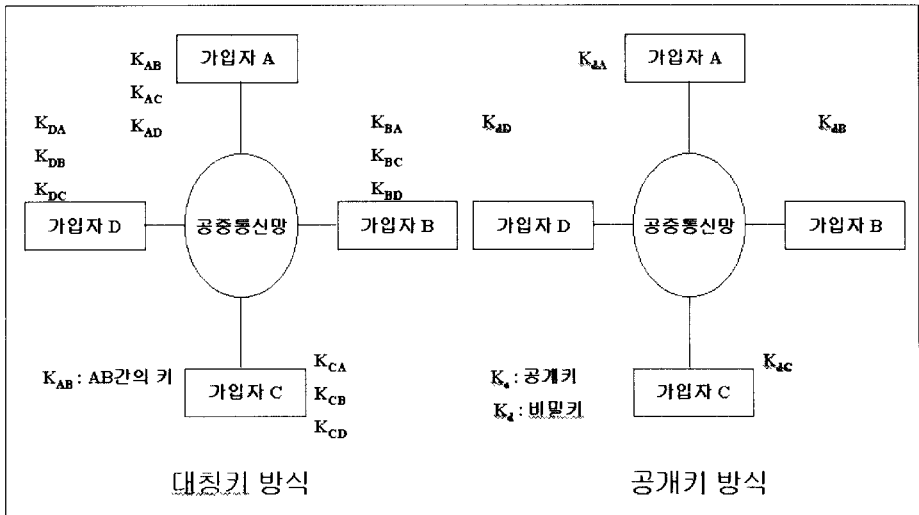 가입자 A
K_AB
K_AC
K_AD
K_DA
K_DB
K_DC
K_BA
K_BC
K_BD
가입자 D
공중통신망
가입자 B
K_AB : AB간의 키
가입자 C
K_CA
K_CB
K_CD
대칭키 방식
가입자 A
K_dA
K_dD
K_dB
가입자 D
공중통신망
가입자 B
K_e : 공개키
K_d : 비밀키
가입자 C
K_dC
공개키 방식